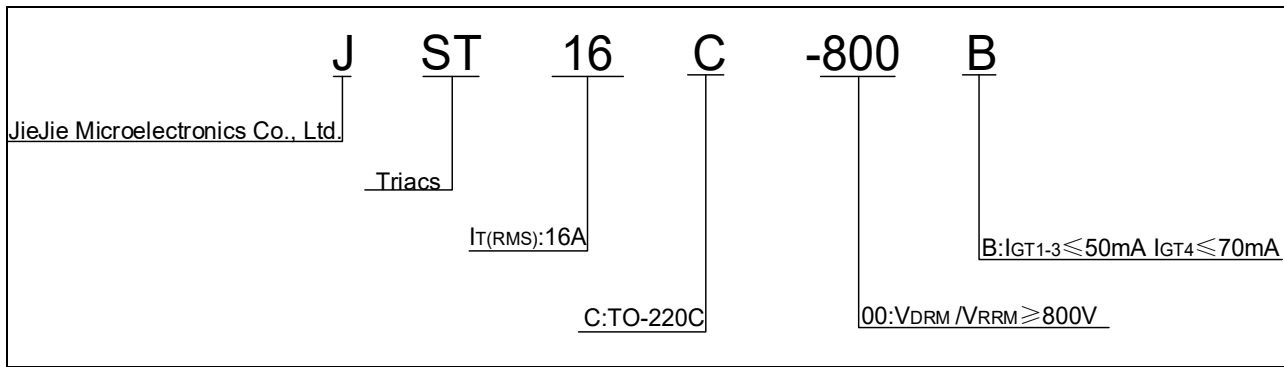 J ST 16 C -800 B
JieJie Microelectronics Co., Ltd.
Triacs
IT(RMS):16A
B:IGT1-3≤50mA IGT4≤70mA
C:TO-220C
00:VDRM /VRRM≥800V